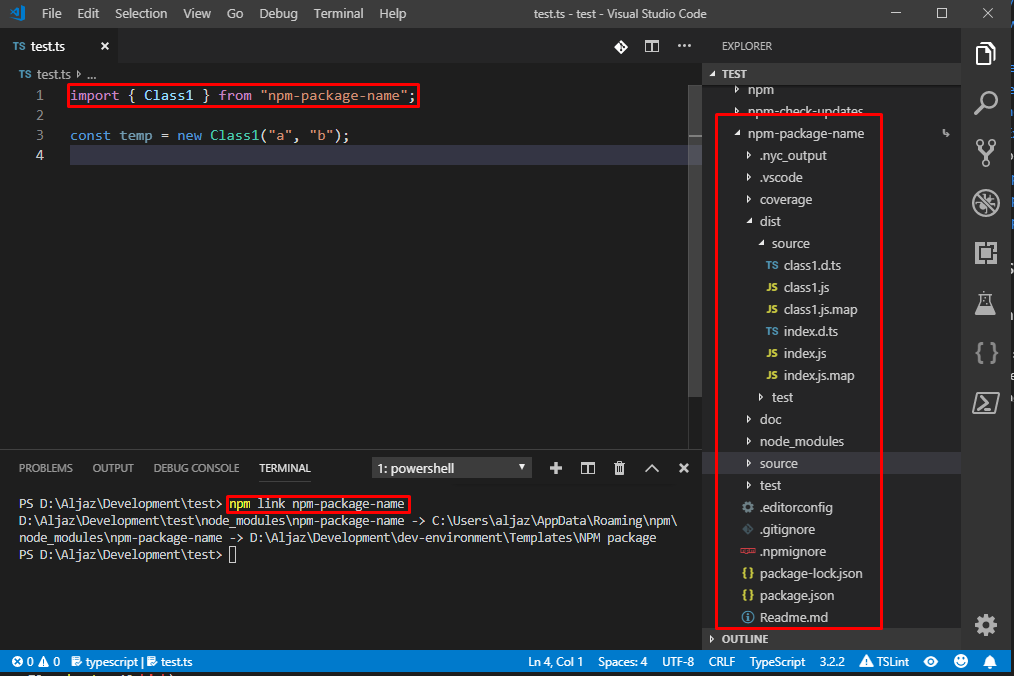 File Edit Selection View Go Debug Terminal Help test.ts - test - Visual Studio Code
TS test.ts
TS test.ts ...
1 import { Class1 } from "npm-package-name";
2
3 const temp = new Class1("a", "b");
4
EXPLORER
TEST
npm
npm-check-updates
npm-package-name
.nyc_output
.vscode
coverage
dist
source
TS class1.d.ts
JS class1.js
JS class1.js.map
TS index.d.ts
JS index.js
JS index.js.map
test
doc
node_modules
source
test
.editorconfig
.gitignore
.npmignore
{} package-lock.json
{} package.json
Readme.md
OUTLINE
PROBLEMS OUTPUT DEBUG CONSOLE TERMINAL 1: powershell
PS D:\Aljaz\Development\test> npm link npm-package-name
D:\Aljaz\Development\test\node_modules\npm-package-name -> C:\Users\aljaz\AppData\Roaming\npm\
node_modules\npm-package-name -> D:\Aljaz\Development\dev-environment\Templates\NPM package
PS D:\Aljaz\Development\test>
0 0 typescript | test.ts Ln 4, Col 1 Spaces: 4 UTF-8 CRLF TypeScript 3.2.2 TSLint